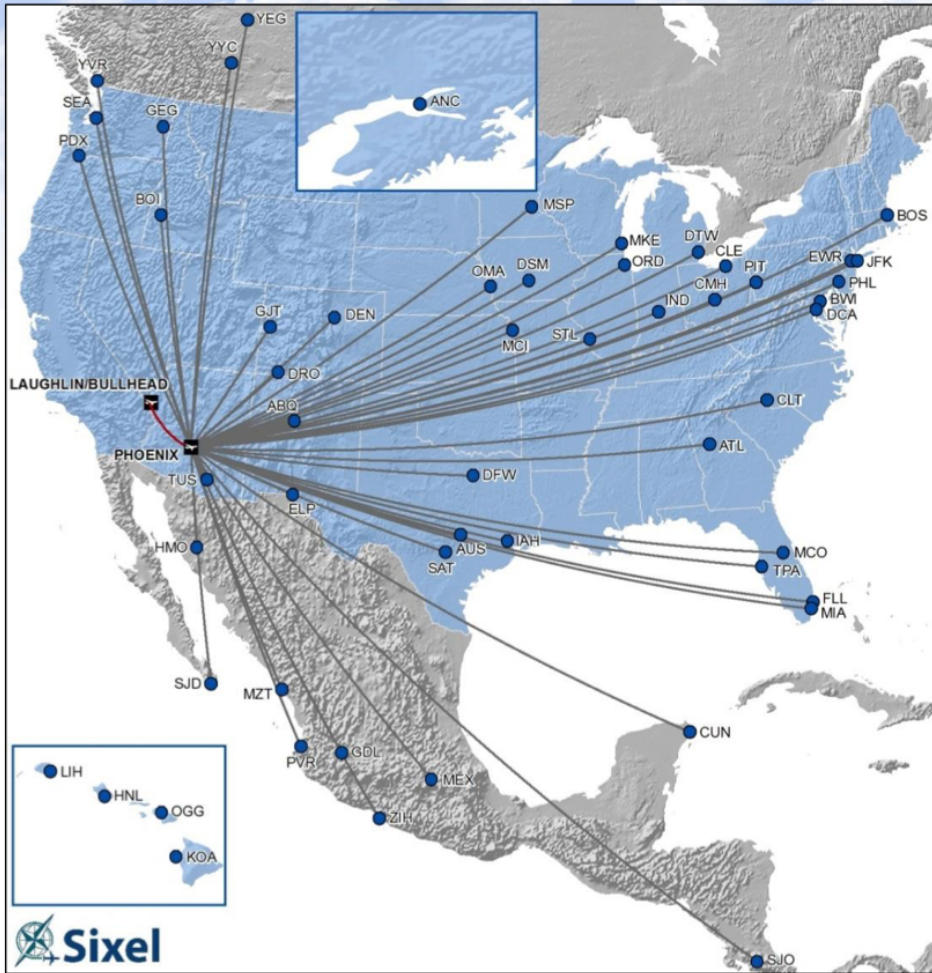 YEG
YYC
YVR
SEA
GEG
ANC
PDX
BOI
MSP
BOS
MKE
DTW
ORD
CLE
EWR
JFK
OMA
DSM
PIT
PHL
CMH
IND
BWI
DCA
GJT
DEN
MCI
STL
DRO
LAUGHLIN/BULLHEAD
ABQ
CLT
PHOENIX
ATL
TUS
DFW
ELP
HMO
AUS
IAH
SAT
MCO
TPA
FLL
MIA
SJD
MZT
CUN
PVR
GDL
MEX
ZIH
LIH
HNL
OGG
KOA
SJO
Sixel